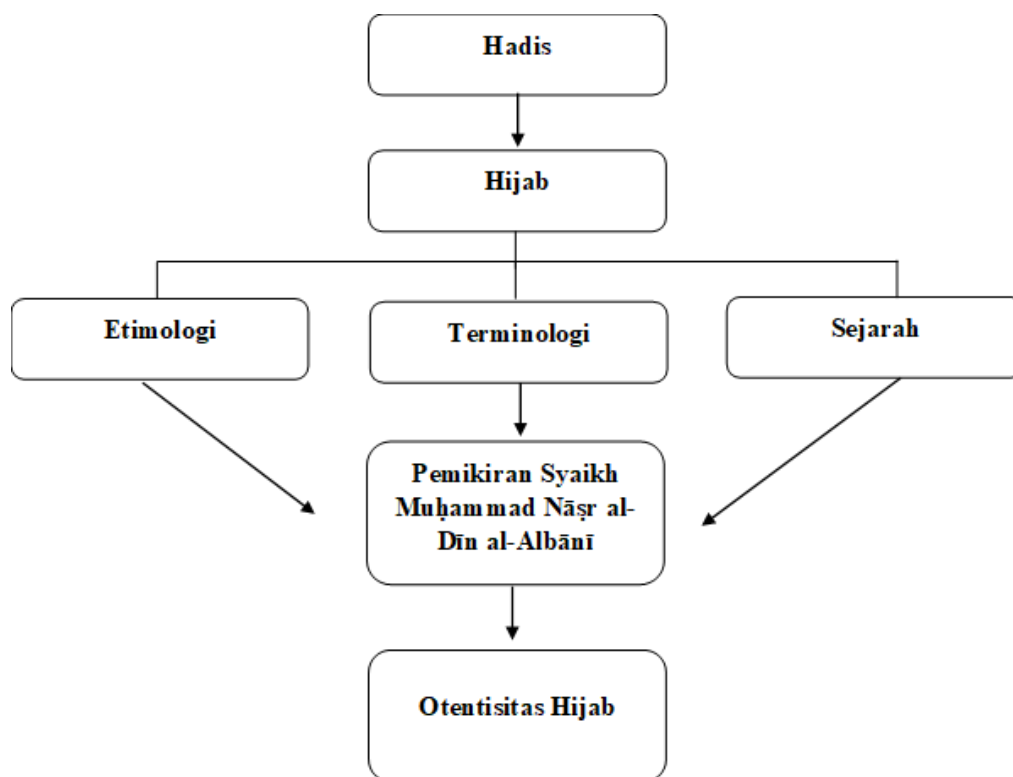 Hadis
Hijab
Etimologi
Terminologi
Sejarah
Pemikiran Syaikh
Muḥammad Nāṣr al-
Dīn al-Albānī
Otentisitas Hijab